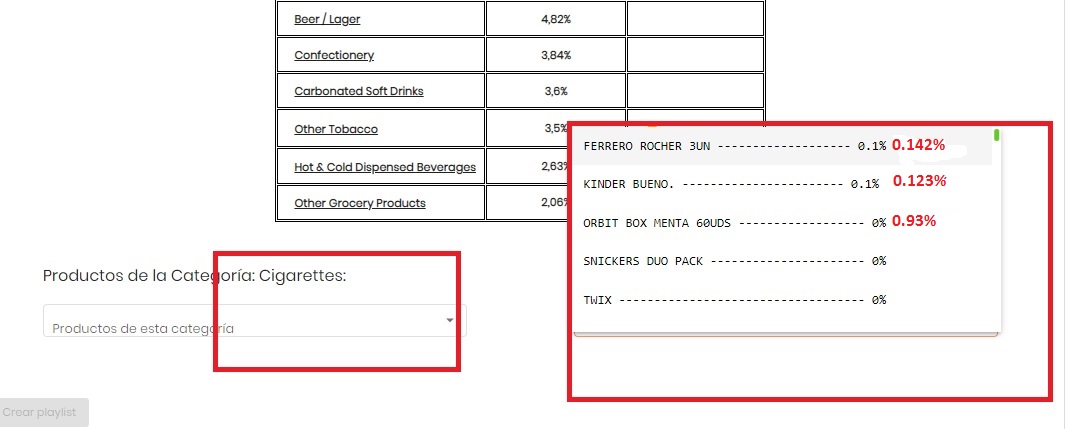 Beer / Lager 4,82%
Confectionery 3,84%
Carbonated Soft Drinks 3,6%
Other Tobacco 3,5%
Hot & Cold Dispensed Beverages 2,63%
Other Grocery Products 2,06%
FERRERO ROCHER 3UN ------------------- 0.1% 0.142%
KINDER BUENO. ----------------------- 0.1% 0.123%
ORBIT BOX MENTA 60UDS ------------------ 0% 0.93%
SNICKERS DUO PACK ---------------------- 0%
TWIX ----------------------------------- 0%
Productos de la Categoría: Cigarettes:
Productos de esta categoría
Crear playlist